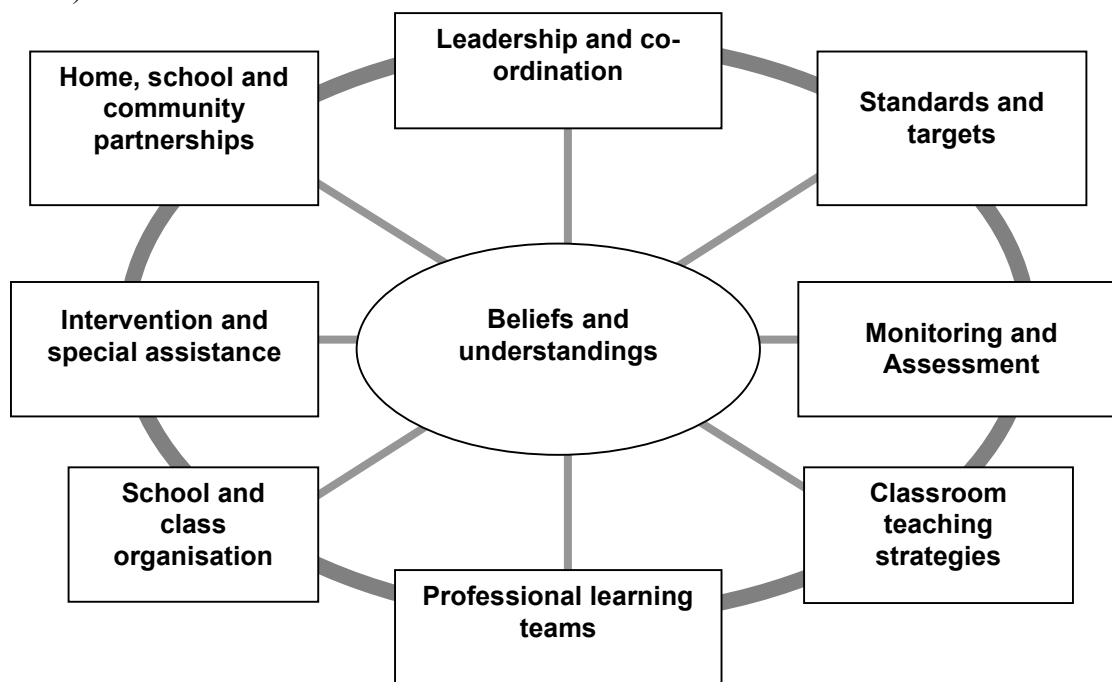 Leadership and co-
ordination
Home, school and
community
partnerships
Standards and
targets
Intervention and
special assistance
Beliefs and
understandings
Monitoring and
Assessment
School and
class
organisation
Classroom
teaching
strategies
Professional learning
teams